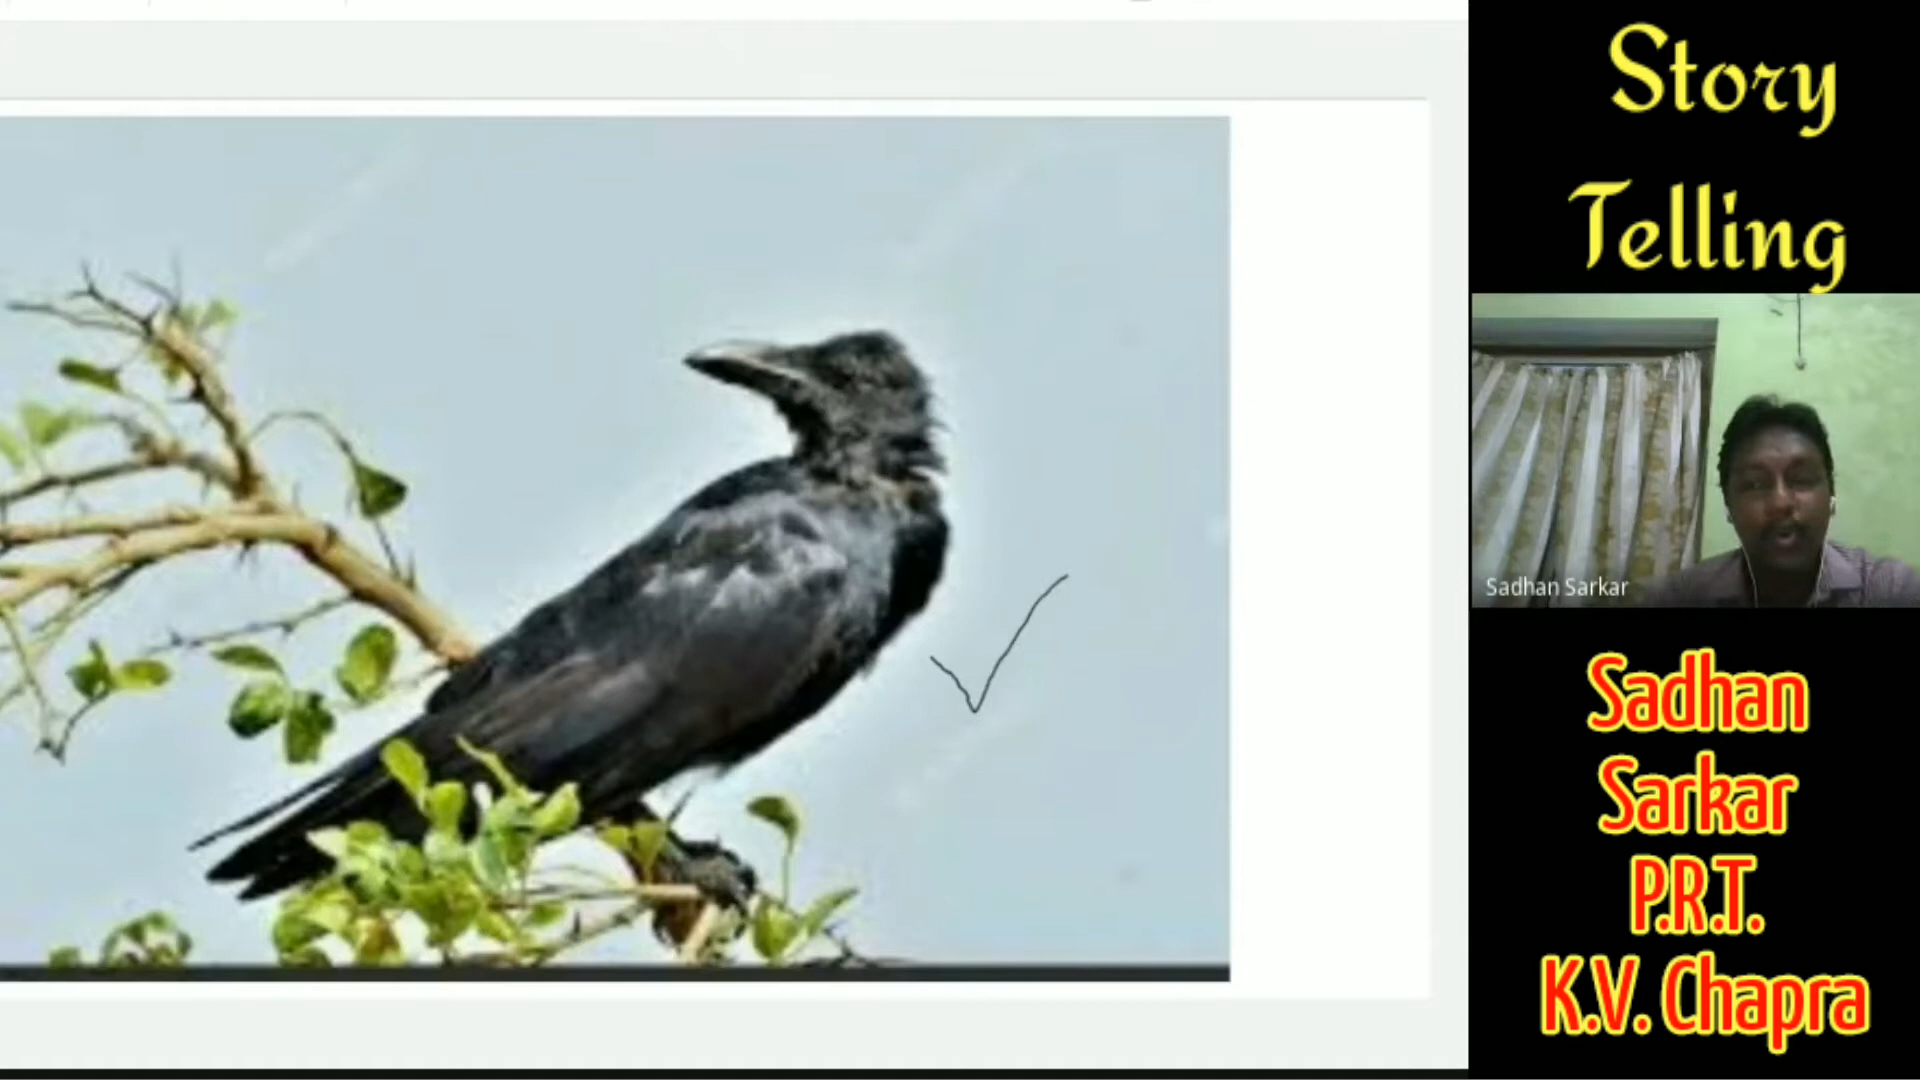 Story
Telling
Sadhan Sarkar
Sadhan
Sarkar
P.R.T.
K.V. Chapra